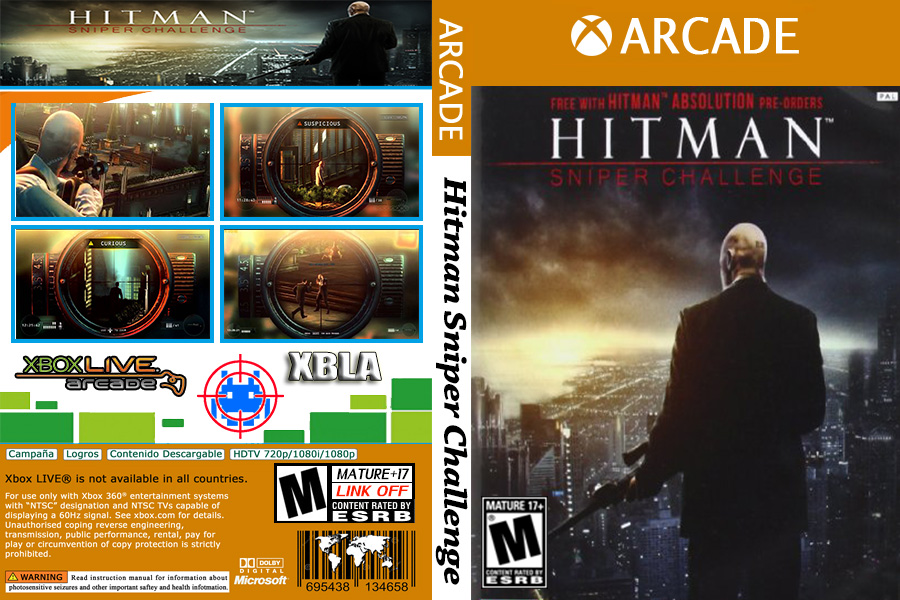 HITMAN™
SNIPER CHALLENGE
SUSPICIOUS
CURIOUS
XBOX LIVE.
arcade
XBLA
Campaña Logros Contenido Descargable HDTV 720p/1080i/1080p
Xbox LIVE® is not available in all countries.
For use only with Xbox 360® entertainment systems
with “NTSC” designation and NTSC TVs capable of
displaying a 60Hz signal. See xbox.com for details.
Unauthorised coping reverse engineering,
transmission, public performance, rental, pay for
play or circumvention of copy protection is strictly
prohibited.
WARNING Read instruction manual for information about
photosensitive seizures and other important saftey and health infotmation.
M
MATURE+17
LINK OFF
CONTENT RATED BY
ESRB
DOLBY
DIGITAL
Microsoft
695438 134658
ARCADE
Hitman Sniper Challenge
ARCADE
PAL
FREE WITH HITMAN™ ABSOLUTION PRE-ORDERS
HITMAN™
SNIPER CHALLENGE
MATURE 17+
M
®
CONTENT RATED BY
ESRB